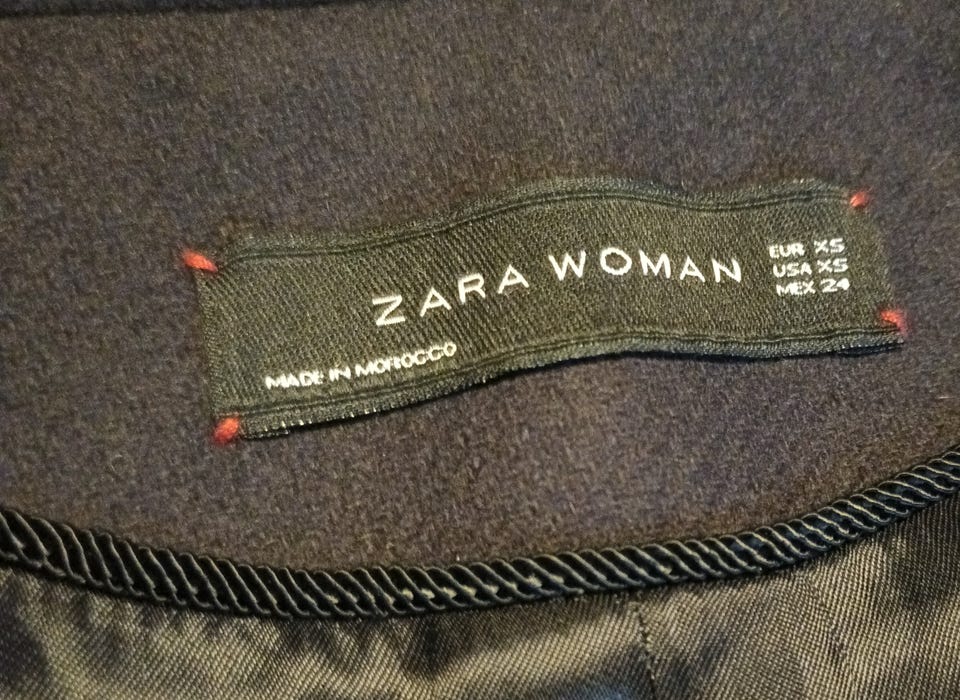 ZARA WOMAN
EUR XS
USA XS
MEX 24
MADE IN MOROCCO